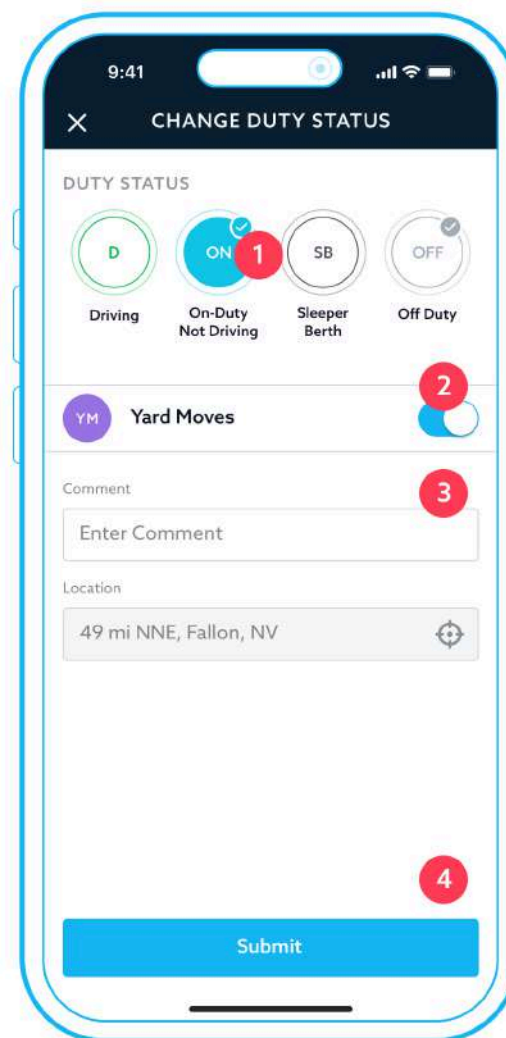 9:41
CHANGE DUTY STATUS
DUTY STATUS
D
ON
1
SB
OFF
Driving
On-Duty
Not Driving
Sleeper
Berth
Off Duty
2
YM
Yard Moves
3
Comment
Enter Comment
Location
49 mi NNE, Fallon, NV
4
Submit